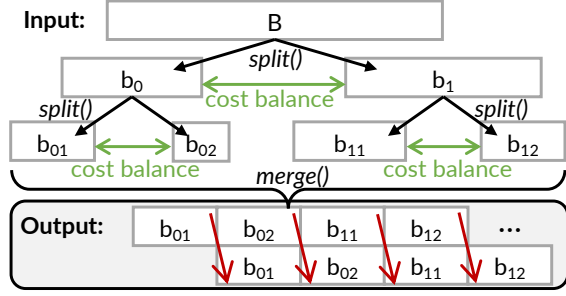 Input: B
split()
b0 b1
cost balance
split() split()
b01 b02 b11 b12
cost balance cost balance
merge()
Output: b01 b02 b11 b12 ...
b01 b02 b11 b12